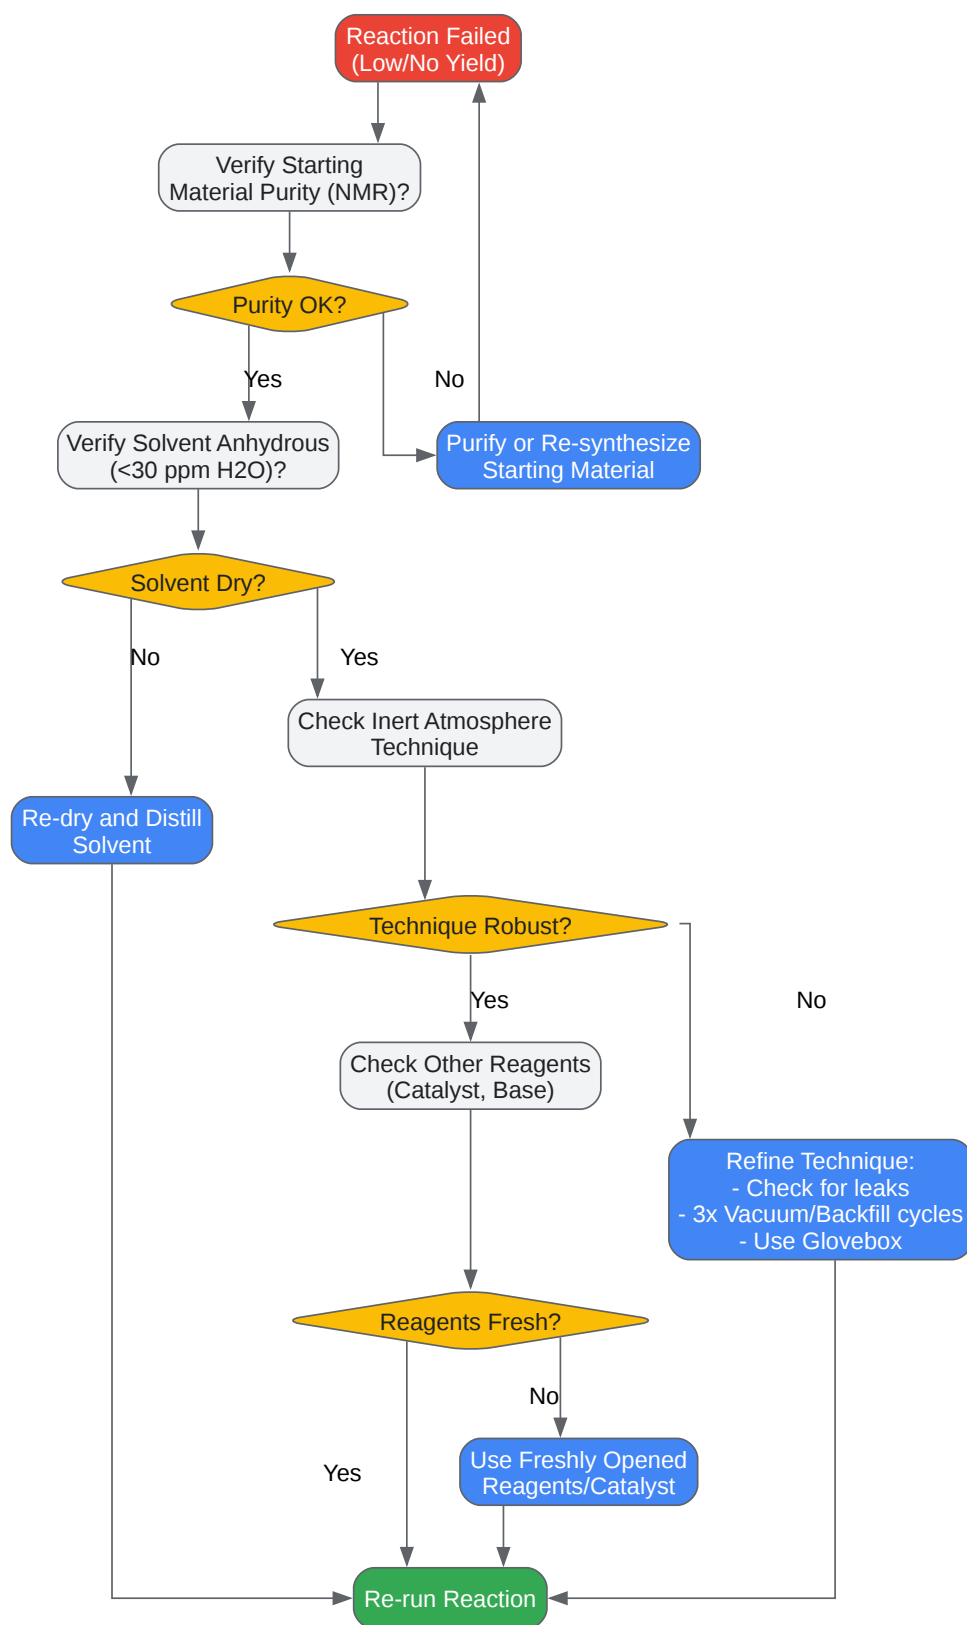 Reaction Failed
(Low/No Yield)
Verify Starting
Material Purity (NMR)?
Purity OK?
Yes
No
Verify Solvent Anhydrous
(<30 ppm H2O)?
Purify or Re-synthesize
Starting Material
Solvent Dry?
No
Yes
Check Inert Atmosphere
Technique
Re-dry and Distill
Solvent
Technique Robust?
Yes
No
Check Other Reagents
(Catalyst, Base)
Refine Technique:
- Check for leaks
- 3x Vacuum/Backfill cycles
- Use Glovebox
Reagents Fresh?
No
Yes
Use Freshly Opened
Reagents/Catalyst
Re-run Reaction